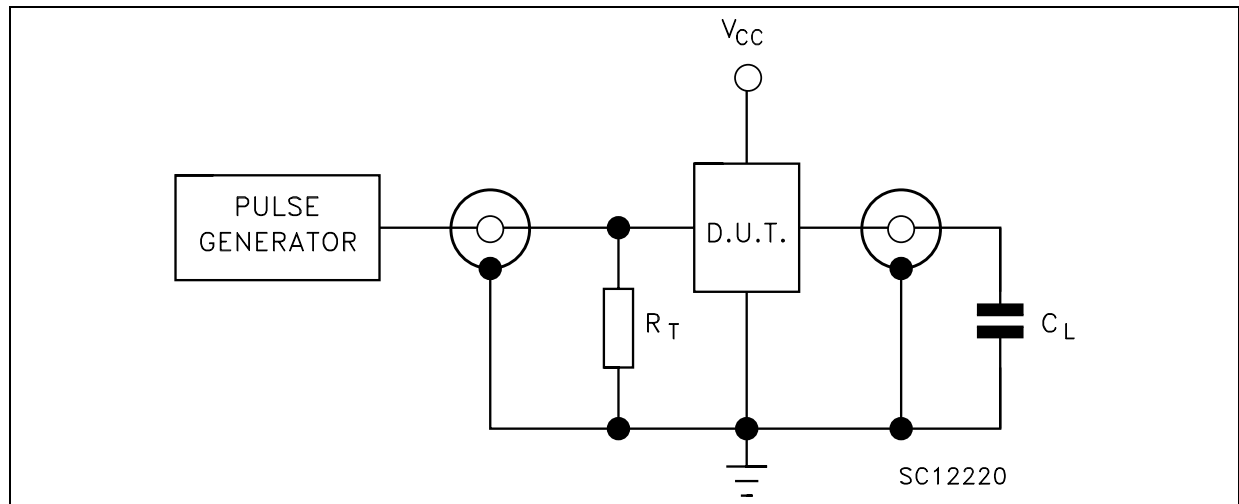 VCC
PULSE
GENERATOR
D.U.T.
RT
CL
SC12220